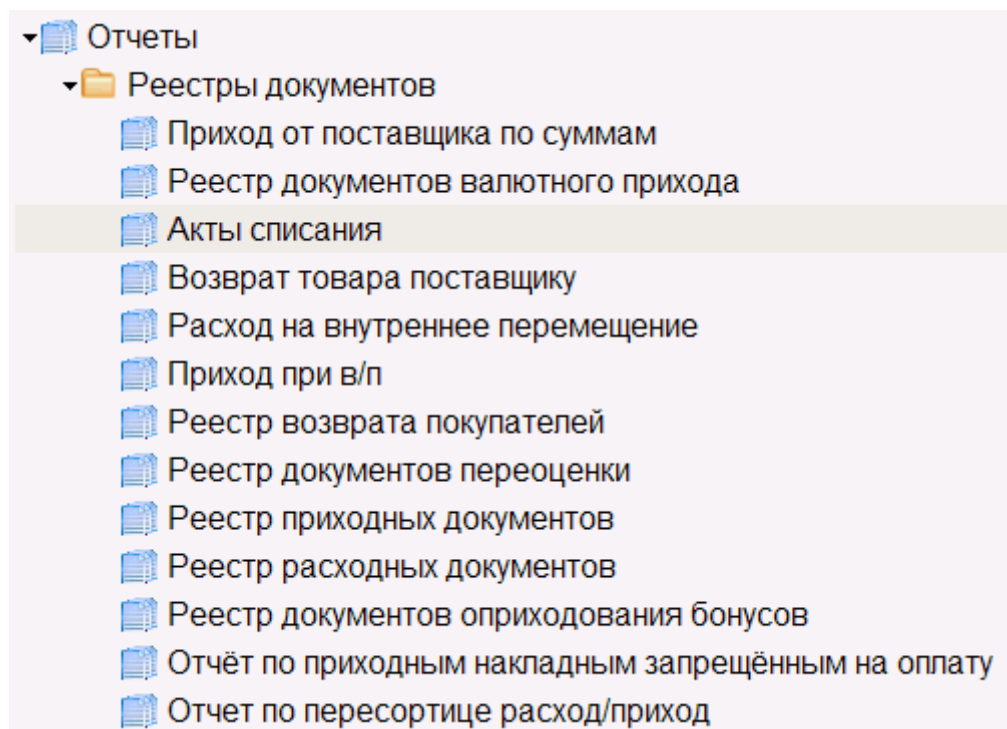 Отчеты
Реестры документов
Приход от поставщика по суммам
Реестр документов валютного прихода
Акты списания
Возврат товара поставщику
Расход на внутреннее перемещение
Приход при в/п
Реестр возврата покупателей
Реестр документов переоценки
Реестр приходных документов
Реестр расходных документов
Реестр документов оприходования бонусов
Отчёт по приходным накладным запрещённым на оплату
Отчет по пересортице расход/приход